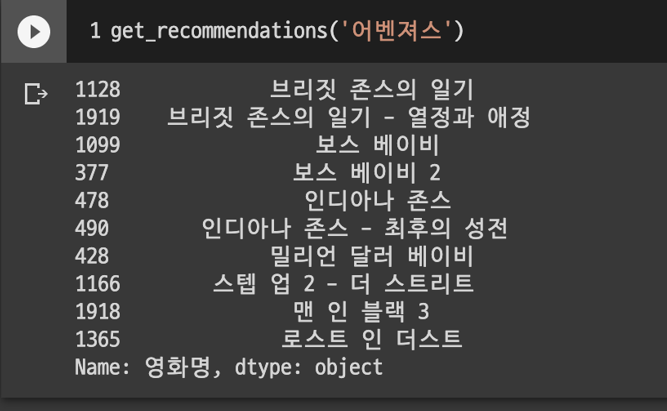 1 get_recommendations('어벤져스')
1128 브리짓 존스의 일기
1919 브리짓 존스의 일기 - 열정과 애정
1099 보스 베이비
377 보스 베이비 2
478 인디아나 존스
490 인디아나 존스 - 최후의 성전
428 밀리언 달러 베이비
1166 스텝 업 2 - 더 스트리트
1918 맨 인 블랙 3
1365 로스트 인 더스트
Name: 영화명, dtype: object